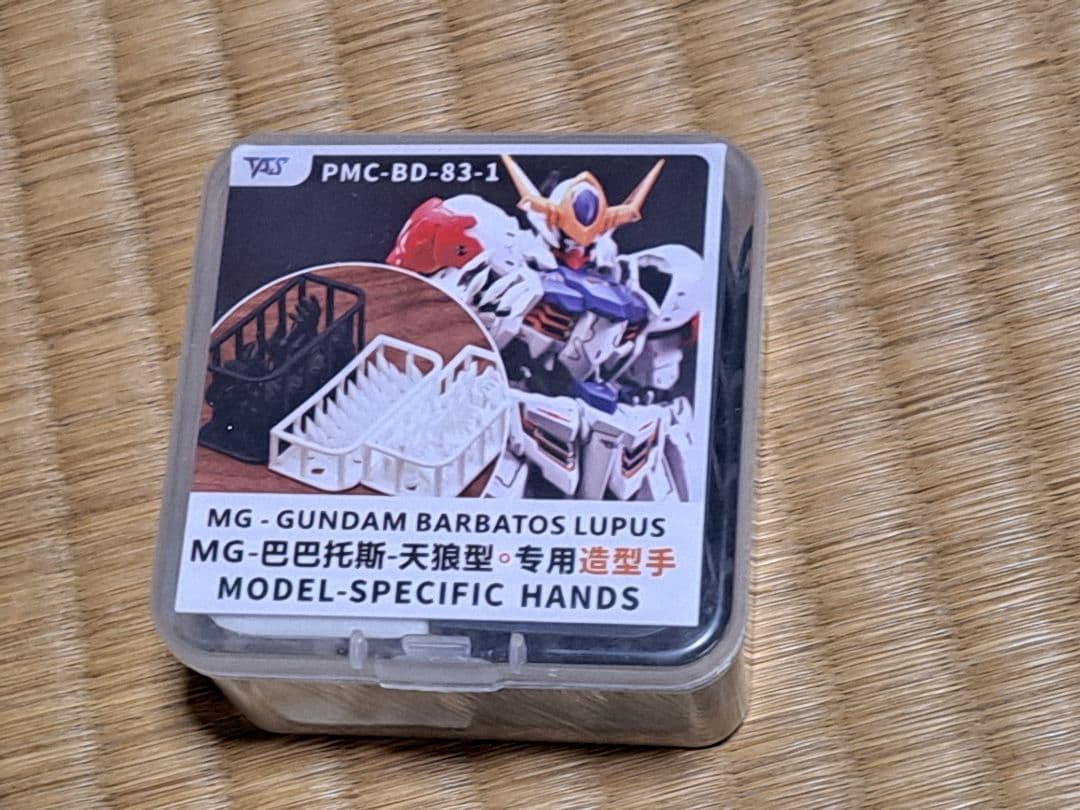 TAS
PMC-BD-83-1
MG - GUNDAM BARBATOS LUPUS
MG-巴巴托斯-天狼型。专用造型手
MODEL-SPECIFIC HANDS